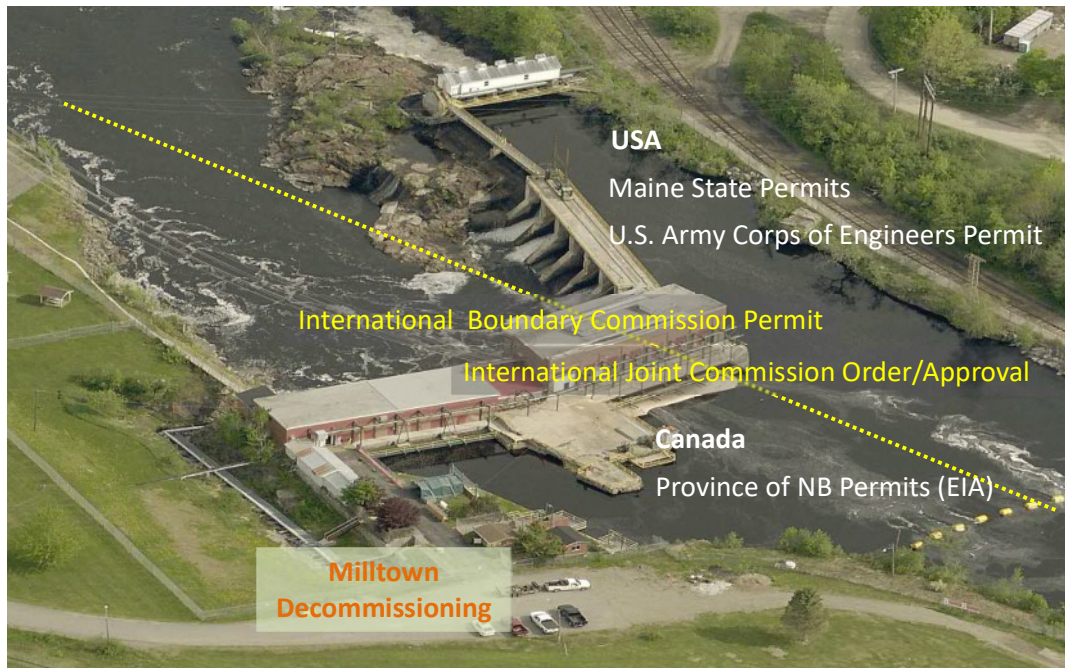 USA
Maine State Permits
U.S. Army Corps of Engineers Permit
International Boundary Commission Permit
International Joint Commission Order/Approval
Canada
Province of NB Permits (EIA)
Milltown
Decommissioning